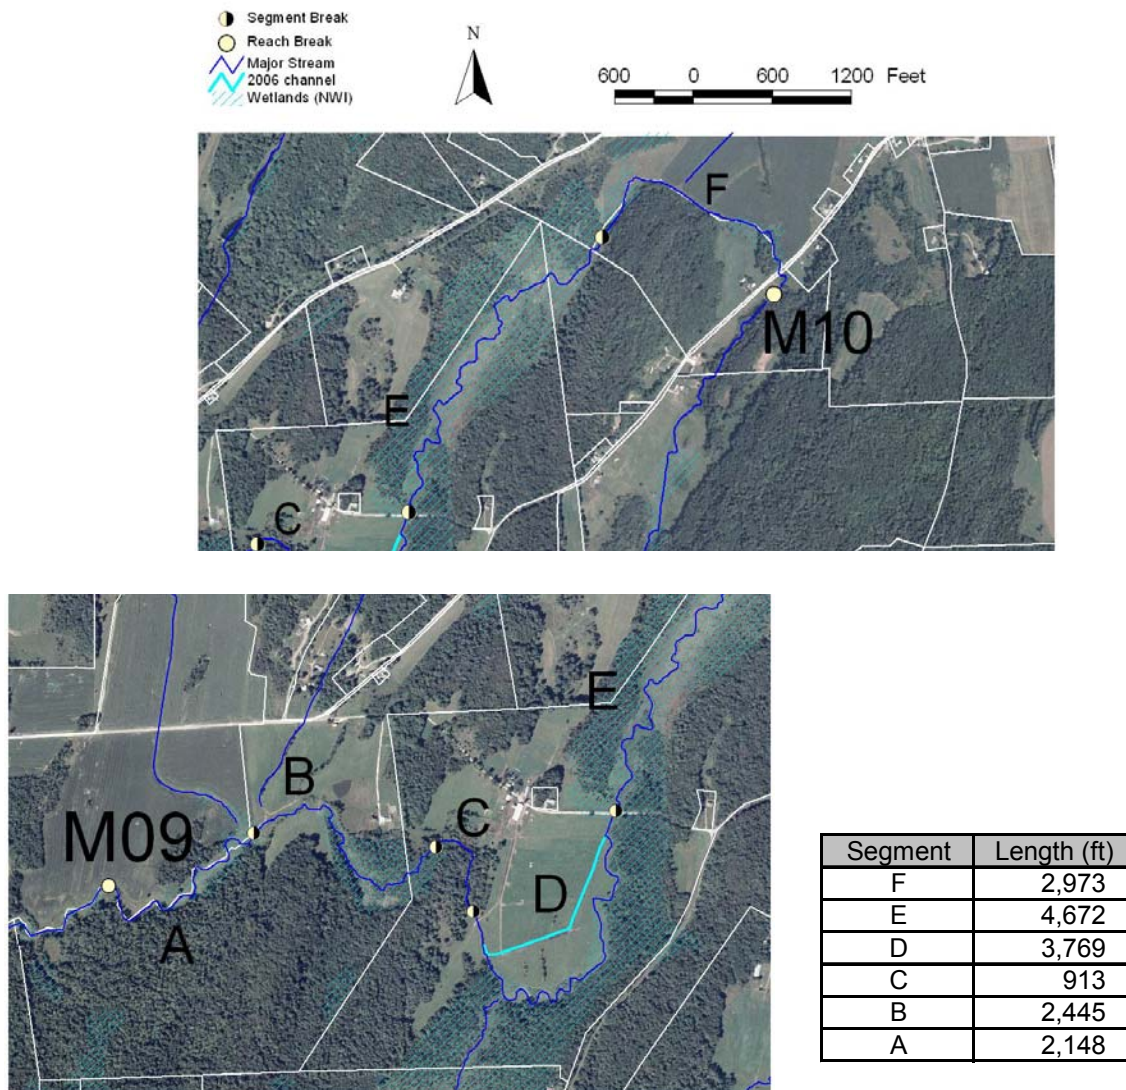 Segment Break
Reach Break
Major Stream
2006 channel
Wetlands (NWI)
N
600 0 600 1200 Feet
F
M10
E
C
E
B
C
M09
D
A
Segment Length (ft)
F 2,973
E 4,672
D 3,769
C 913
B 2,445
A 2,148